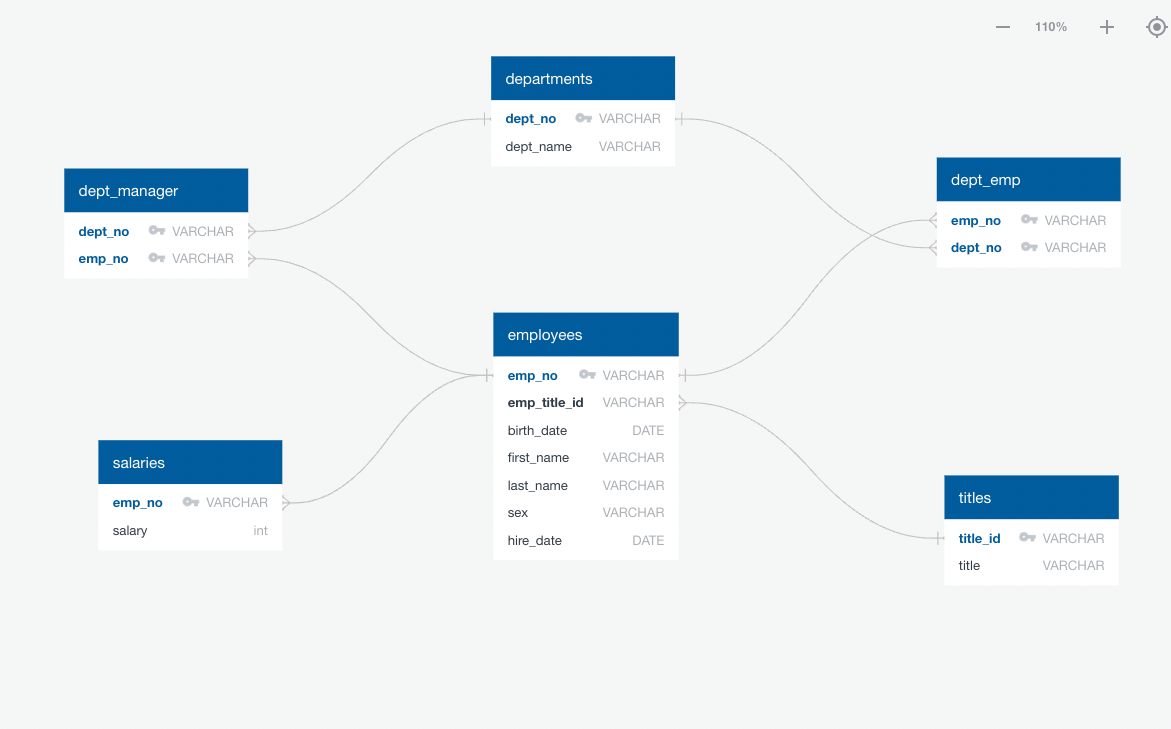 110%
departments
dept_no VARCHAR
dept_name VARCHAR
dept_manager
dept_no VARCHAR
emp_no VARCHAR
dept_emp
emp_no VARCHAR
dept_no VARCHAR
employees
emp_no VARCHAR
emp_title_id VARCHAR
birth_date DATE
first_name VARCHAR
last_name VARCHAR
sex VARCHAR
hire_date DATE
salaries
emp_no VARCHAR
salary int
titles
title_id VARCHAR
title VARCHAR